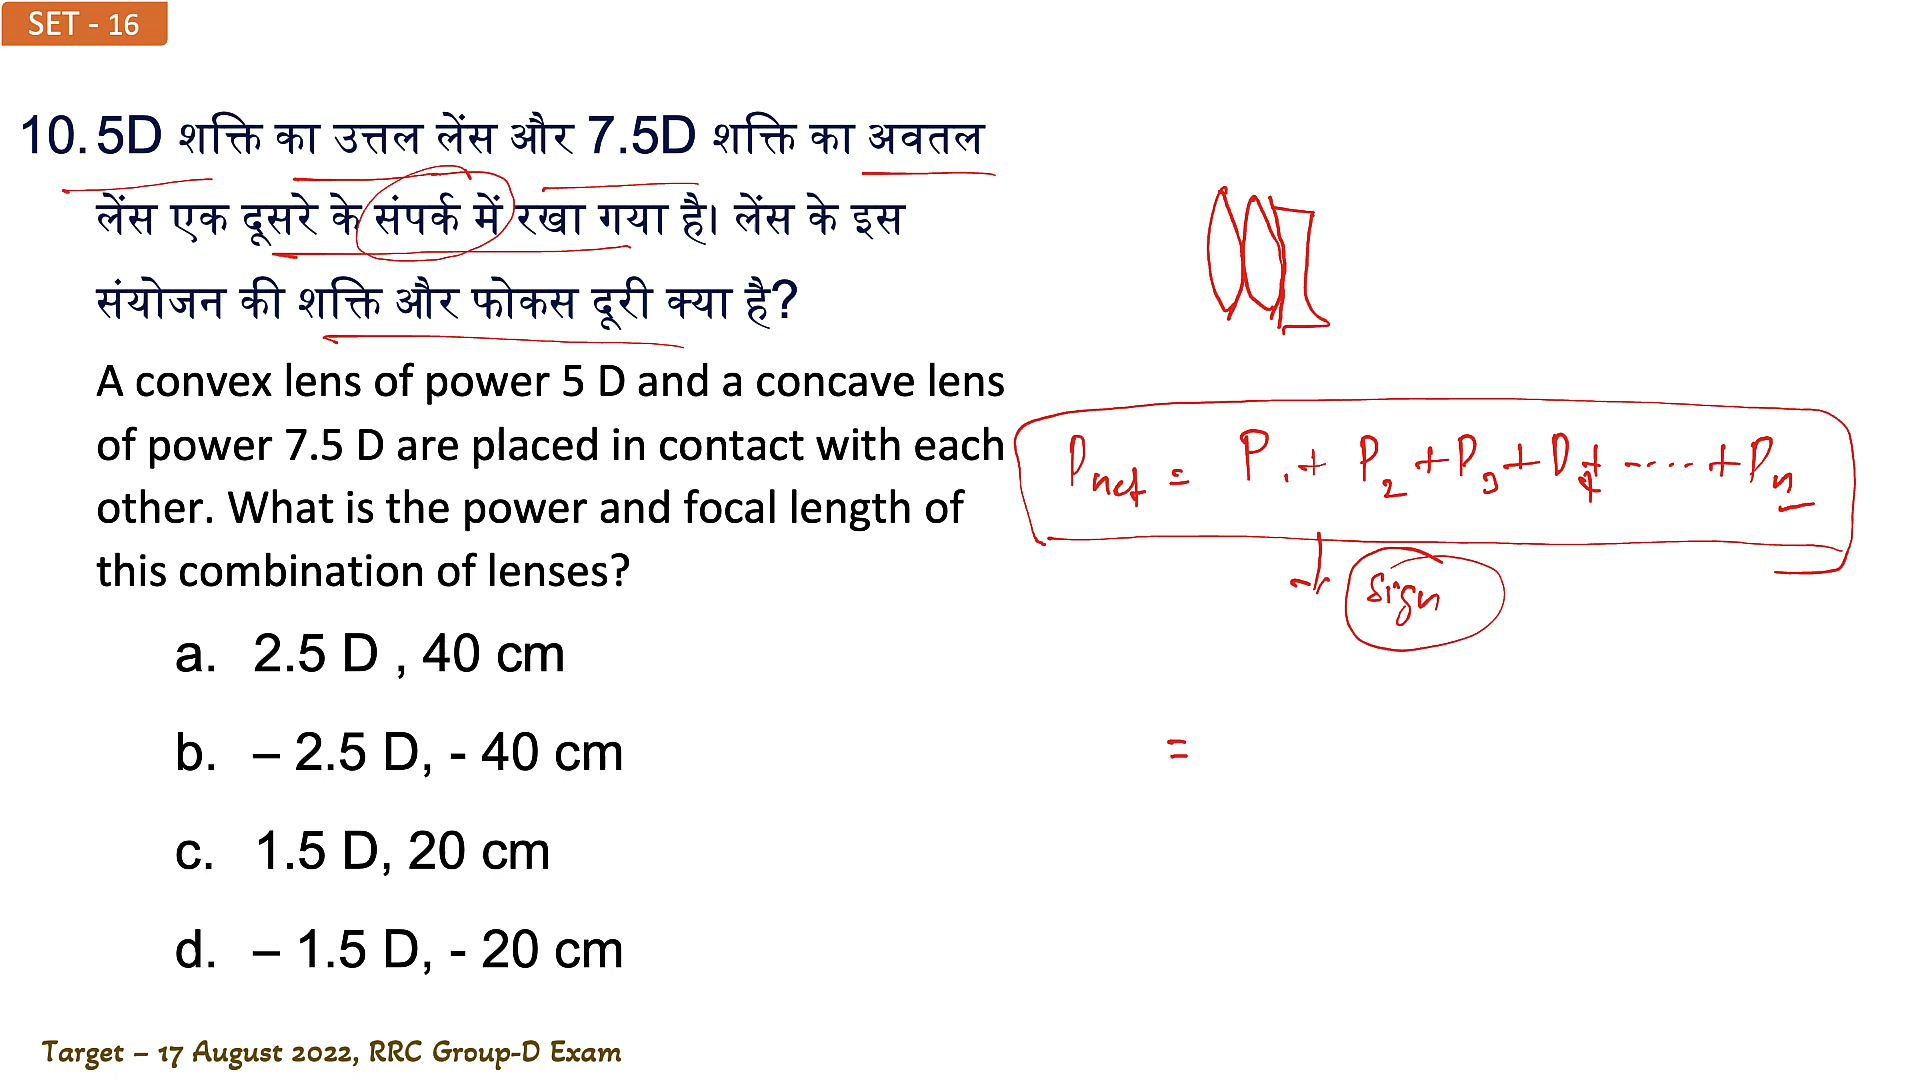 SET - 16
10. 5D शक्ति का उत्तल लेंस और 7.5D शक्ति का अवतल
लेंस एक दूसरे के संपर्क में रखा गया है। लेंस के इस
संयोजन की शक्ति और फोकस दूरी क्या है?
A convex lens of power 5 D and a concave lens
of power 7.5 D are placed in contact with each
other. What is the power and focal length of
this combination of lenses?
a. 2.5 D , 40 cm
b. – 2.5 D, - 40 cm
c. 1.5 D, 20 cm
d. – 1.5 D, - 20 cm
Pnet = P1 + P2 + P3 + P4 + ..... + Pn
sign
=
Target – 17 August 2022, RRC Group-D Exam